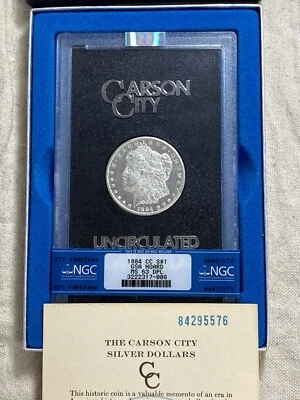 CARSON
CITY
1884
UNCIRCULATED
NGC
1884 CC S$1
GSA HOARD
MS 63 DPL
3222317-008
NGC
84295576
THE CARSON CITY
SILVER DOLLARS
CC
This historic coin is a valuable memento of an era in